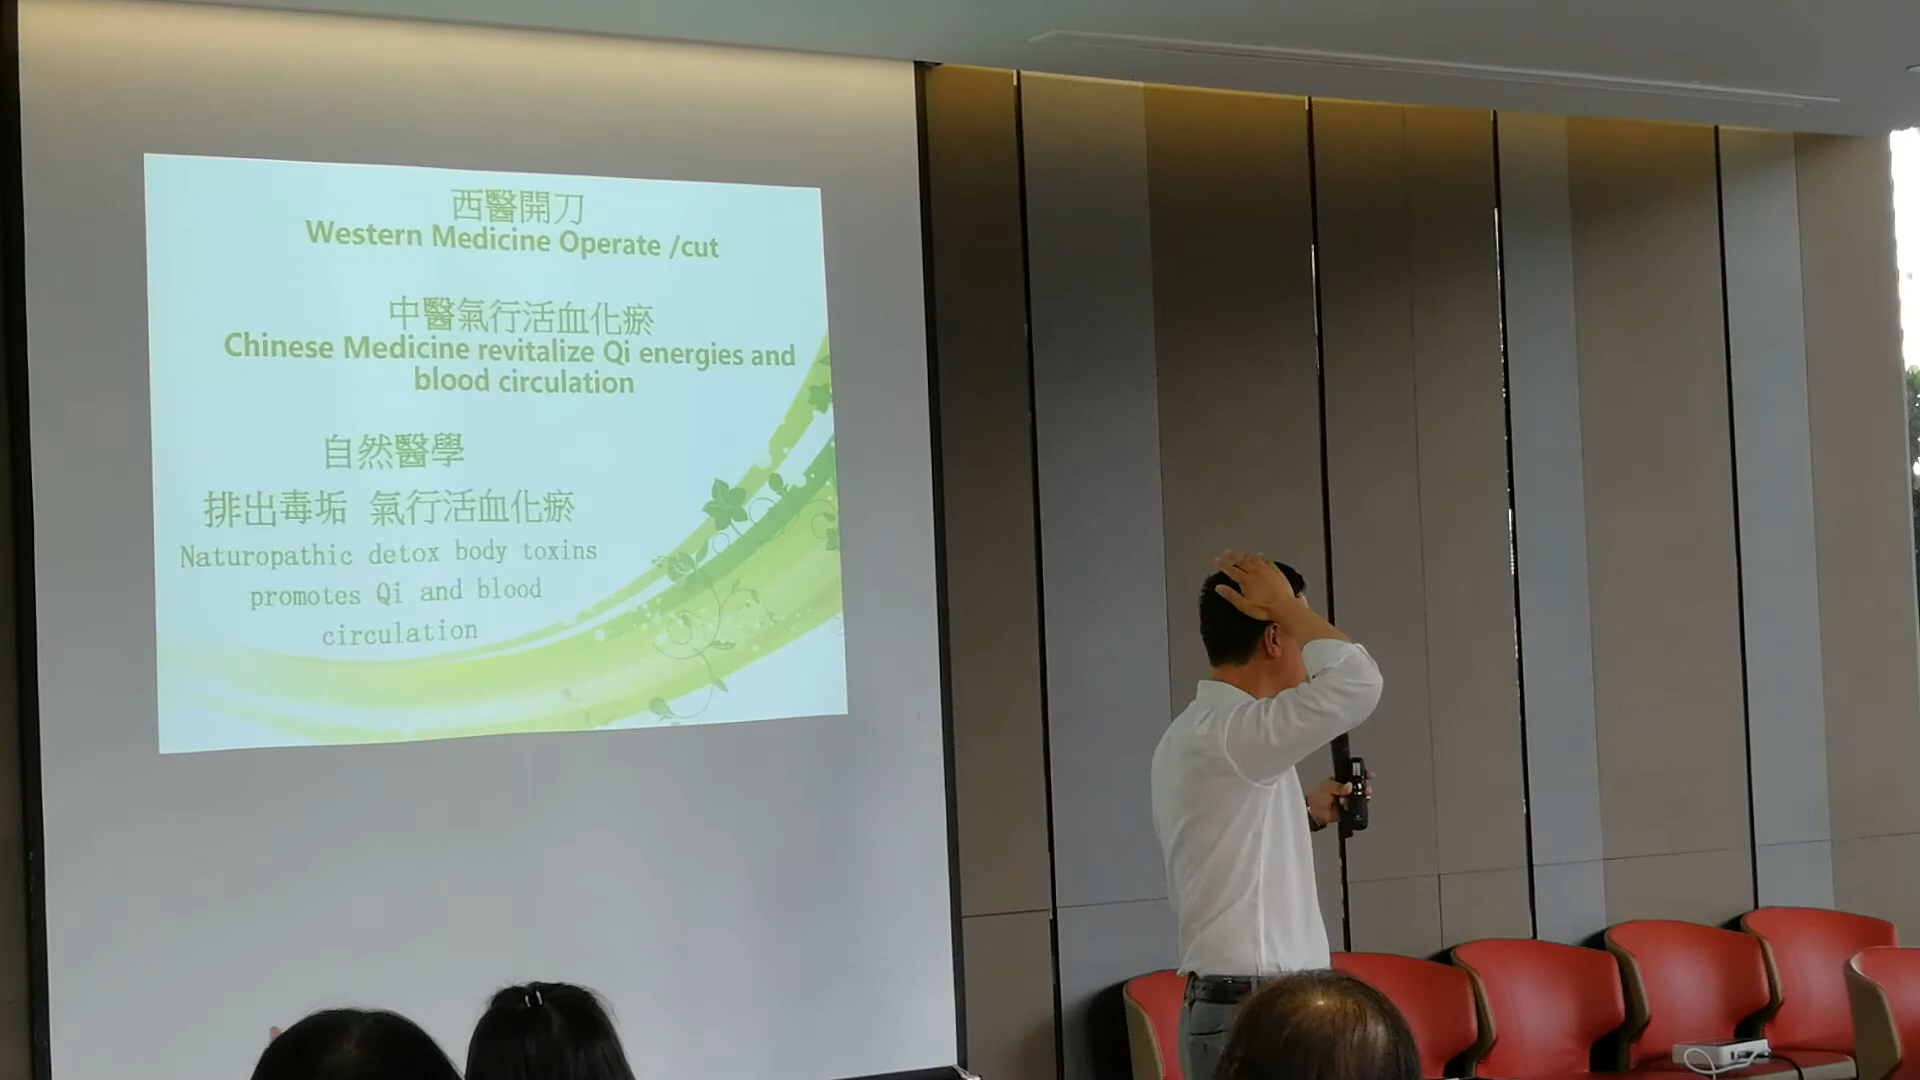 西醫開刀
Western Medicine Operate /cut
中醫氣行活血化瘀
Chinese Medicine revitalize Qi energies and
blood circulation
自然醫學
排出毒垢 氣行活血化瘀
Naturopathic detox body toxins
promotes Qi and blood
circulation